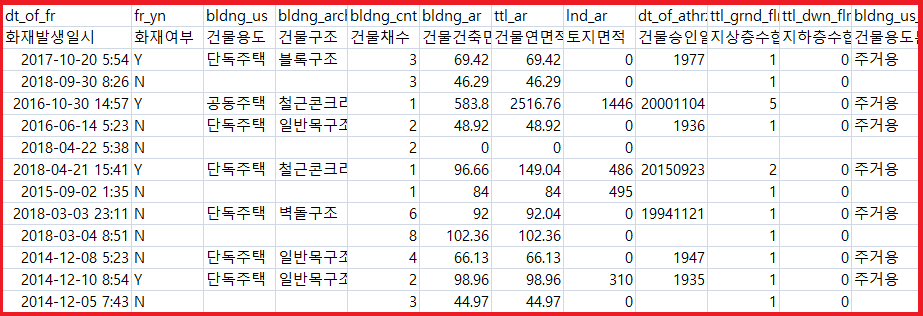 dt_of_fr fr_yn bldng_us bldng_arch bldng_cnt bldng_ar ttl_ar lnd_ar dt_of_athrz ttl_grnd_flr ttl_dwn_flr bldng_us_
화재발생일시 화재여부 건물용도 건물구조 건물채수 건물건축면 건물연면적 토지면적 건물승인일 지상층수합 지하층수합 건물용도분
2017-10-20 5:54 Y 단독주택 블록구조 3 69.42 69.42 0 1977 1 0 주거용
2018-09-30 8:26 N 3 46.29 46.29 0 1 0
2016-10-30 14:57 Y 공동주택 철근콘크리 1 583.8 2516.76 1446 20001104 5 0 주거용
2016-06-14 5:23 N 단독주택 일반목구조 2 48.92 48.92 0 1936 1 0 주거용
2018-04-22 5:38 N 2 0 0 0 0 0
2018-04-21 15:41 Y 단독주택 철근콘크리 1 96.66 149.04 486 20150923 2 0 주거용
2015-09-02 1:35 N 1 84 84 495 1 0
2018-03-03 23:11 N 단독주택 벽돌구조 6 92 92.04 0 19941121 1 0 주거용
2018-03-04 8:51 N 8 102.36 102.36 0 1 0
2014-12-08 5:23 N 단독주택 일반목구조 4 66.13 66.13 0 1947 1 0 주거용
2014-12-10 8:54 Y 단독주택 일반목구조 2 98.96 98.96 310 1935 1 0 주거용
2014-12-05 7:43 N 3 44.97 44.97 0 1 0